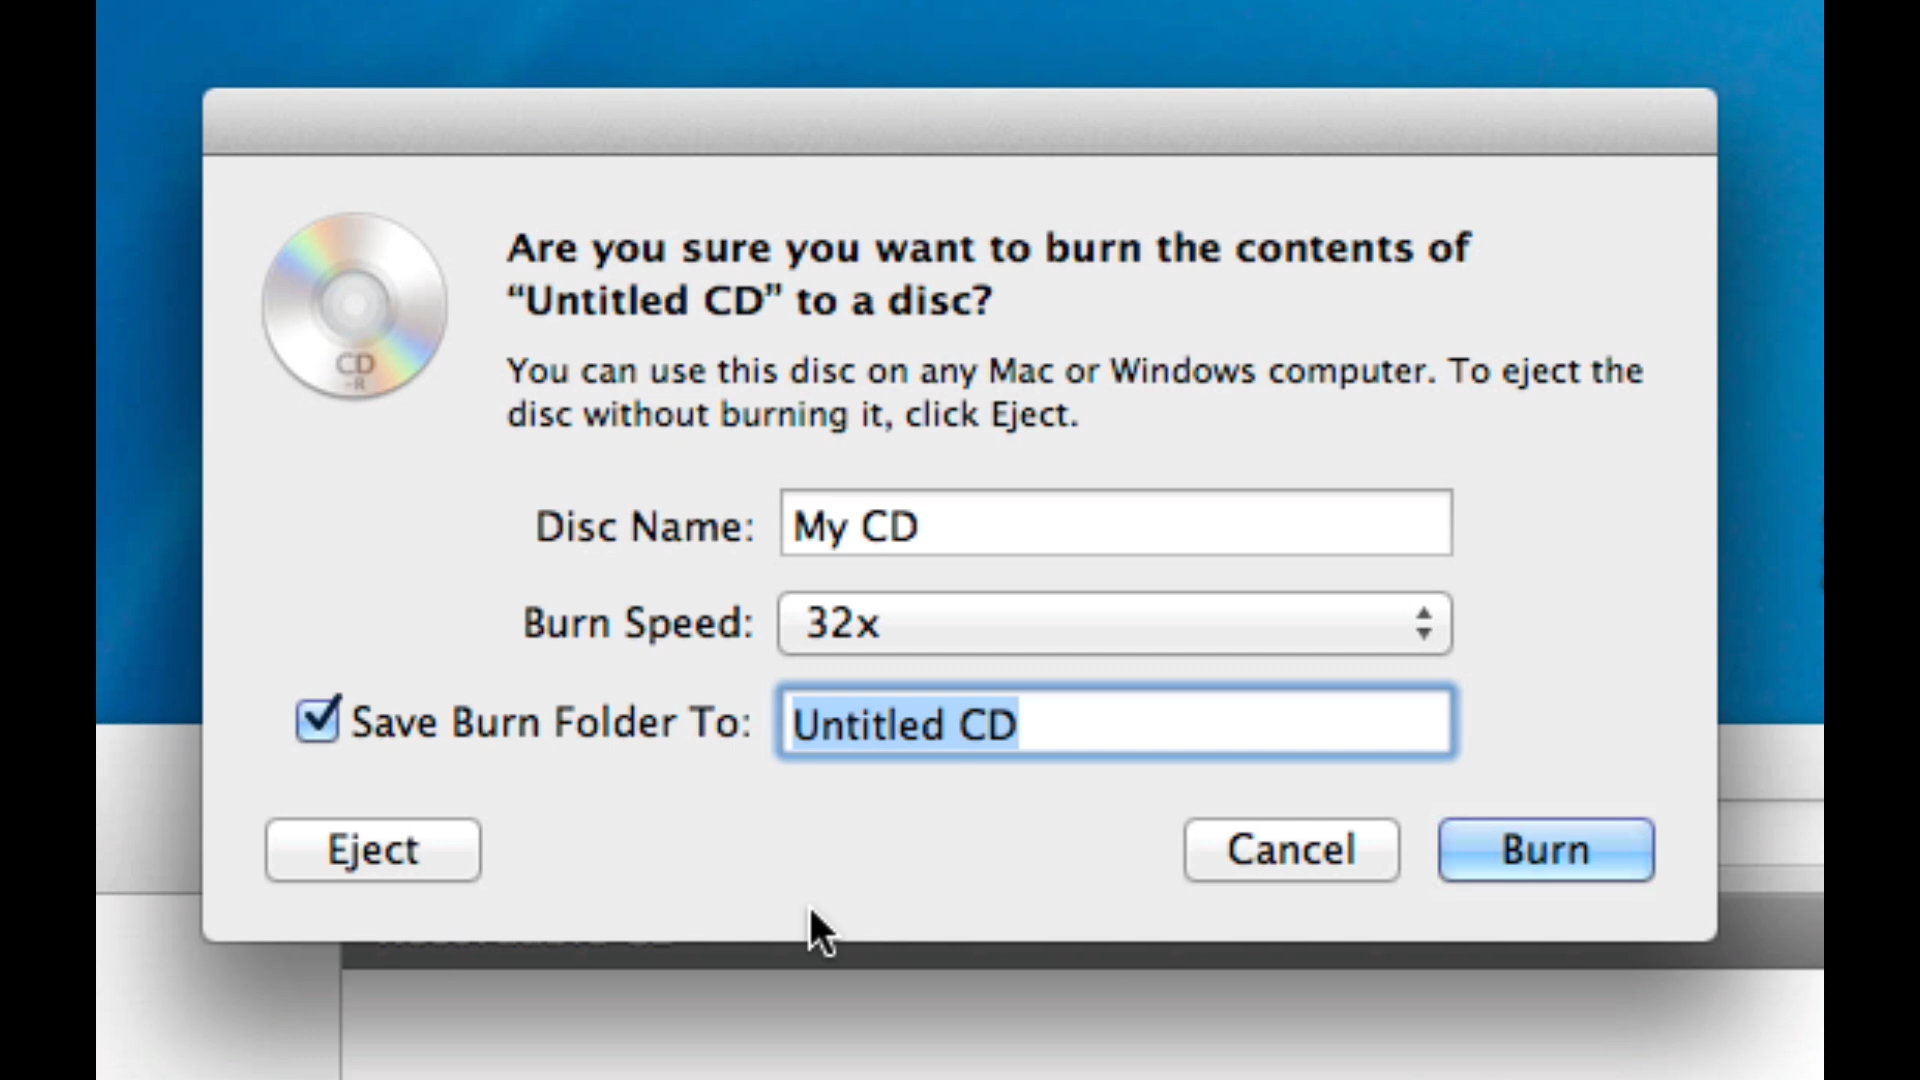 Are you sure you want to burn the contents of
“Untitled CD” to a disc?
You can use this disc on any Mac or Windows computer. To eject the
disc without burning it, click Eject.
CD
-R
Disc Name: My CD
Burn Speed: 32x
Save Burn Folder To: Untitled CD
Eject Cancel Burn